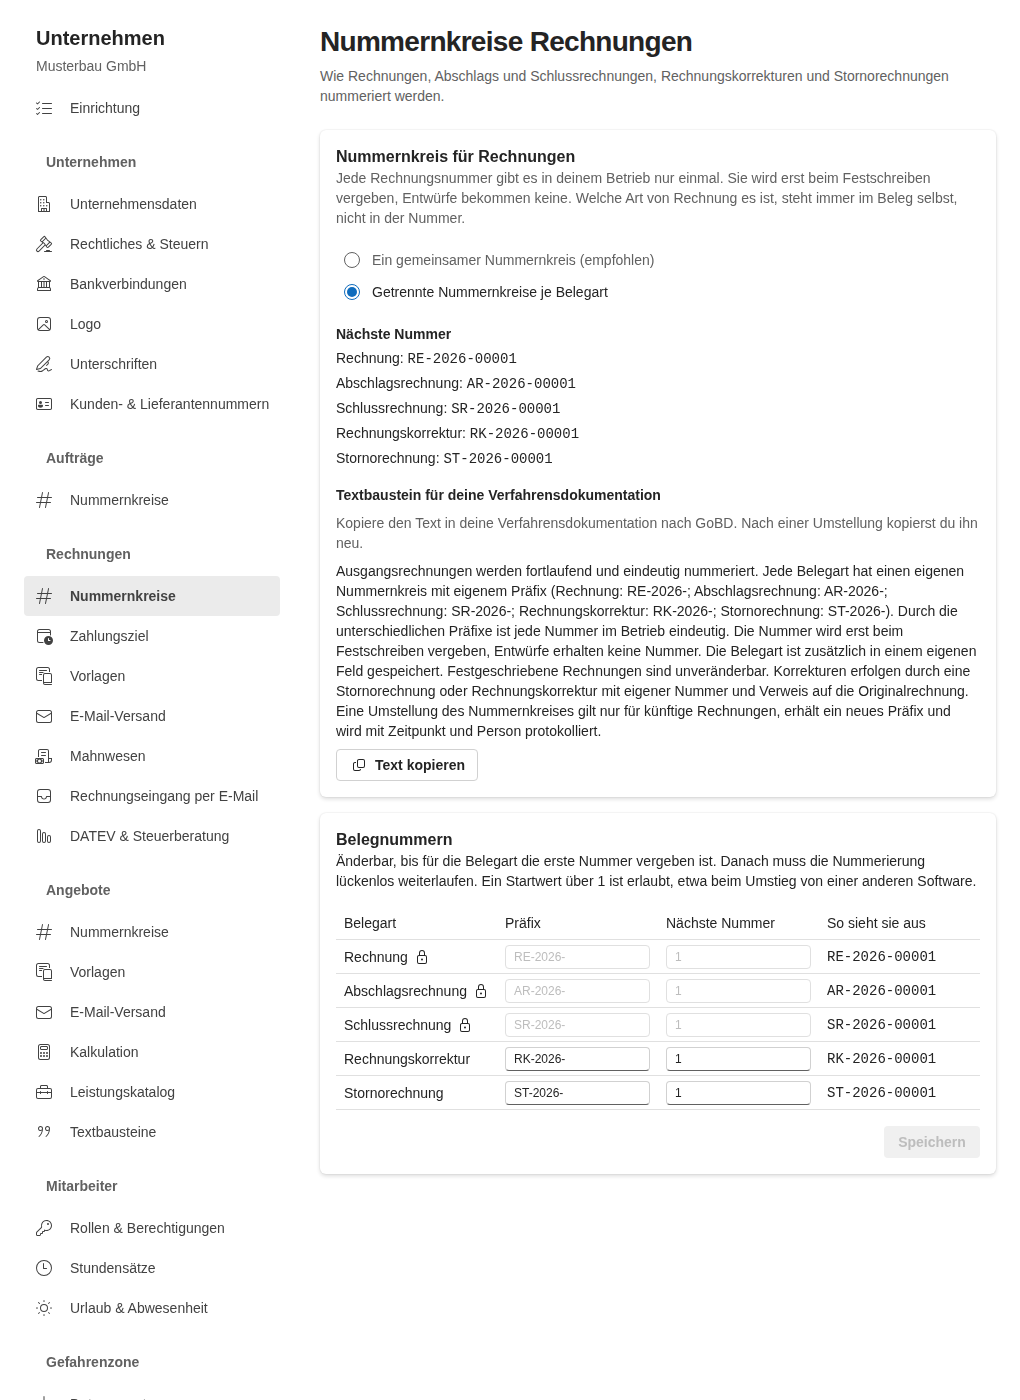 Unternehmen
Musterbau GmbH
Einrichtung
Unternehmen
Unternehmensdaten
Rechtliches & Steuern
Bankverbindungen
Logo
Unterschriften
Kunden- & Lieferantennummern
Aufträge
Nummernkreise
Rechnungen
Nummernkreise
Zahlungsziel
Vorlagen
E-Mail-Versand
Mahnwesen
Rechnungseingang per E-Mail
DATEV & Steuerberatung
Angebote
Nummernkreise
Vorlagen
E-Mail-Versand
Kalkulation
Leistungskatalog
Textbausteine
Mitarbeiter
Rollen & Berechtigungen
Stundensätze
Urlaub & Abwesenheit
Gefahrenzone
Nummernkreise Rechnungen
Wie Rechnungen, Abschlags und Schlussrechnungen, Rechnungskorrekturen und Stornorechnungen
nummeriert werden.
Nummernkreis für Rechnungen
Jede Rechnungsnummer gibt es in deinem Betrieb nur einmal. Sie wird erst beim Festschreiben
vergeben, Entwürfe bekommen keine. Welche Art von Rechnung es ist, steht immer im Beleg selbst,
nicht in der Nummer.
Ein gemeinsamer Nummernkreis (empfohlen)
Getrennte Nummernkreise je Belegart
Nächste Nummer
Rechnung: RE-2026-00001
Abschlagsrechnung: AR-2026-00001
Schlussrechnung: SR-2026-00001
Rechnungskorrektur: RK-2026-00001
Stornorechnung: ST-2026-00001
Textbaustein für deine Verfahrensdokumentation
Kopiere den Text in deine Verfahrensdokumentation nach GoBD. Nach einer Umstellung kopierst du ihn
neu.
Ausgangsrechnungen werden fortlaufend und eindeutig nummeriert. Jede Belegart hat einen eigenen
Nummernkreis mit eigenem Präfix (Rechnung: RE-2026-; Abschlagsrechnung: AR-2026-;
Schlussrechnung: SR-2026-; Rechnungskorrektur: RK-2026-; Stornorechnung: ST-2026-). Durch die
unterschiedlichen Präfixe ist jede Nummer im Betrieb eindeutig. Die Nummer wird erst beim
Festschreiben vergeben, Entwürfe erhalten keine Nummer. Die Belegart ist zusätzlich in einem eigenen
Feld gespeichert. Festgeschriebene Rechnungen sind unveränderbar. Korrekturen erfolgen durch eine
Stornorechnung oder Rechnungskorrektur mit eigener Nummer und Verweis auf die Originalrechnung.
Eine Umstellung des Nummernkreises gilt nur für künftige Rechnungen, erhält ein neues Präfix und
wird mit Zeitpunkt und Person protokolliert.
Text kopieren
Belegnummern
Änderbar, bis für die Belegart die erste Nummer vergeben ist. Danach muss die Nummerierung
lückenlos weiterlaufen. Ein Startwert über 1 ist erlaubt, etwa beim Umstieg von einer anderen Software.
Belegart Präfix Nächste Nummer So sieht sie aus
Rechnung RE-2026- 1 RE-2026-00001
Abschlagsrechnung AR-2026- 1 AR-2026-00001
Schlussrechnung SR-2026- 1 SR-2026-00001
Rechnungskorrektur RK-2026- 1 RK-2026-00001
Stornorechnung ST-2026- 1 ST-2026-00001
Speichern